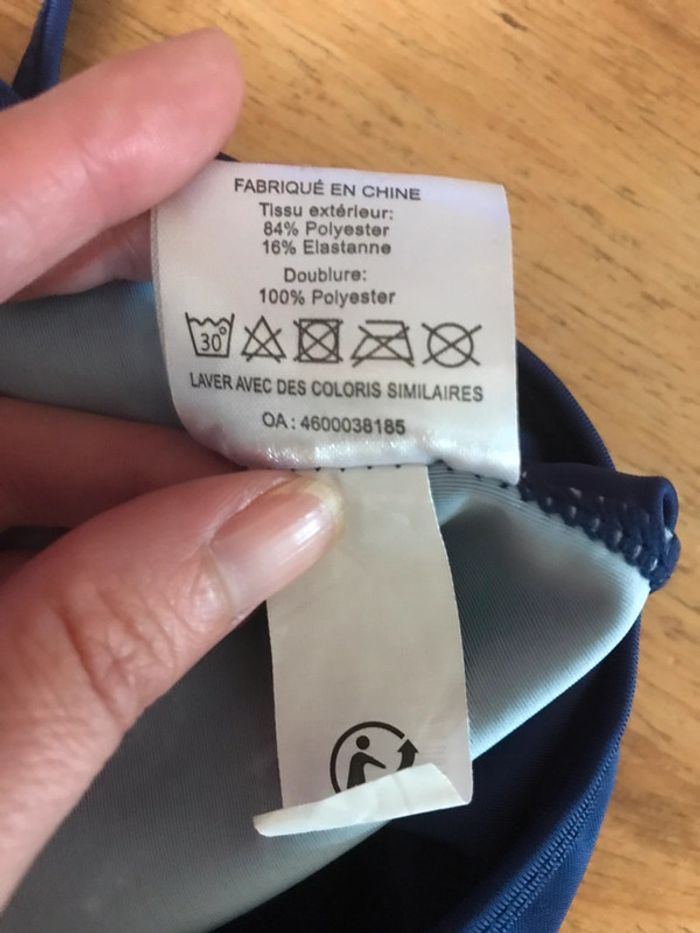 FABRIQUÉ EN CHINE
Tissu extérieur:
84% Polyester
16% Elastanne
Doublure:
100% Polyester
30°
LAVER AVEC DES COLORIS SIMILAIRES
OA: 4600038185